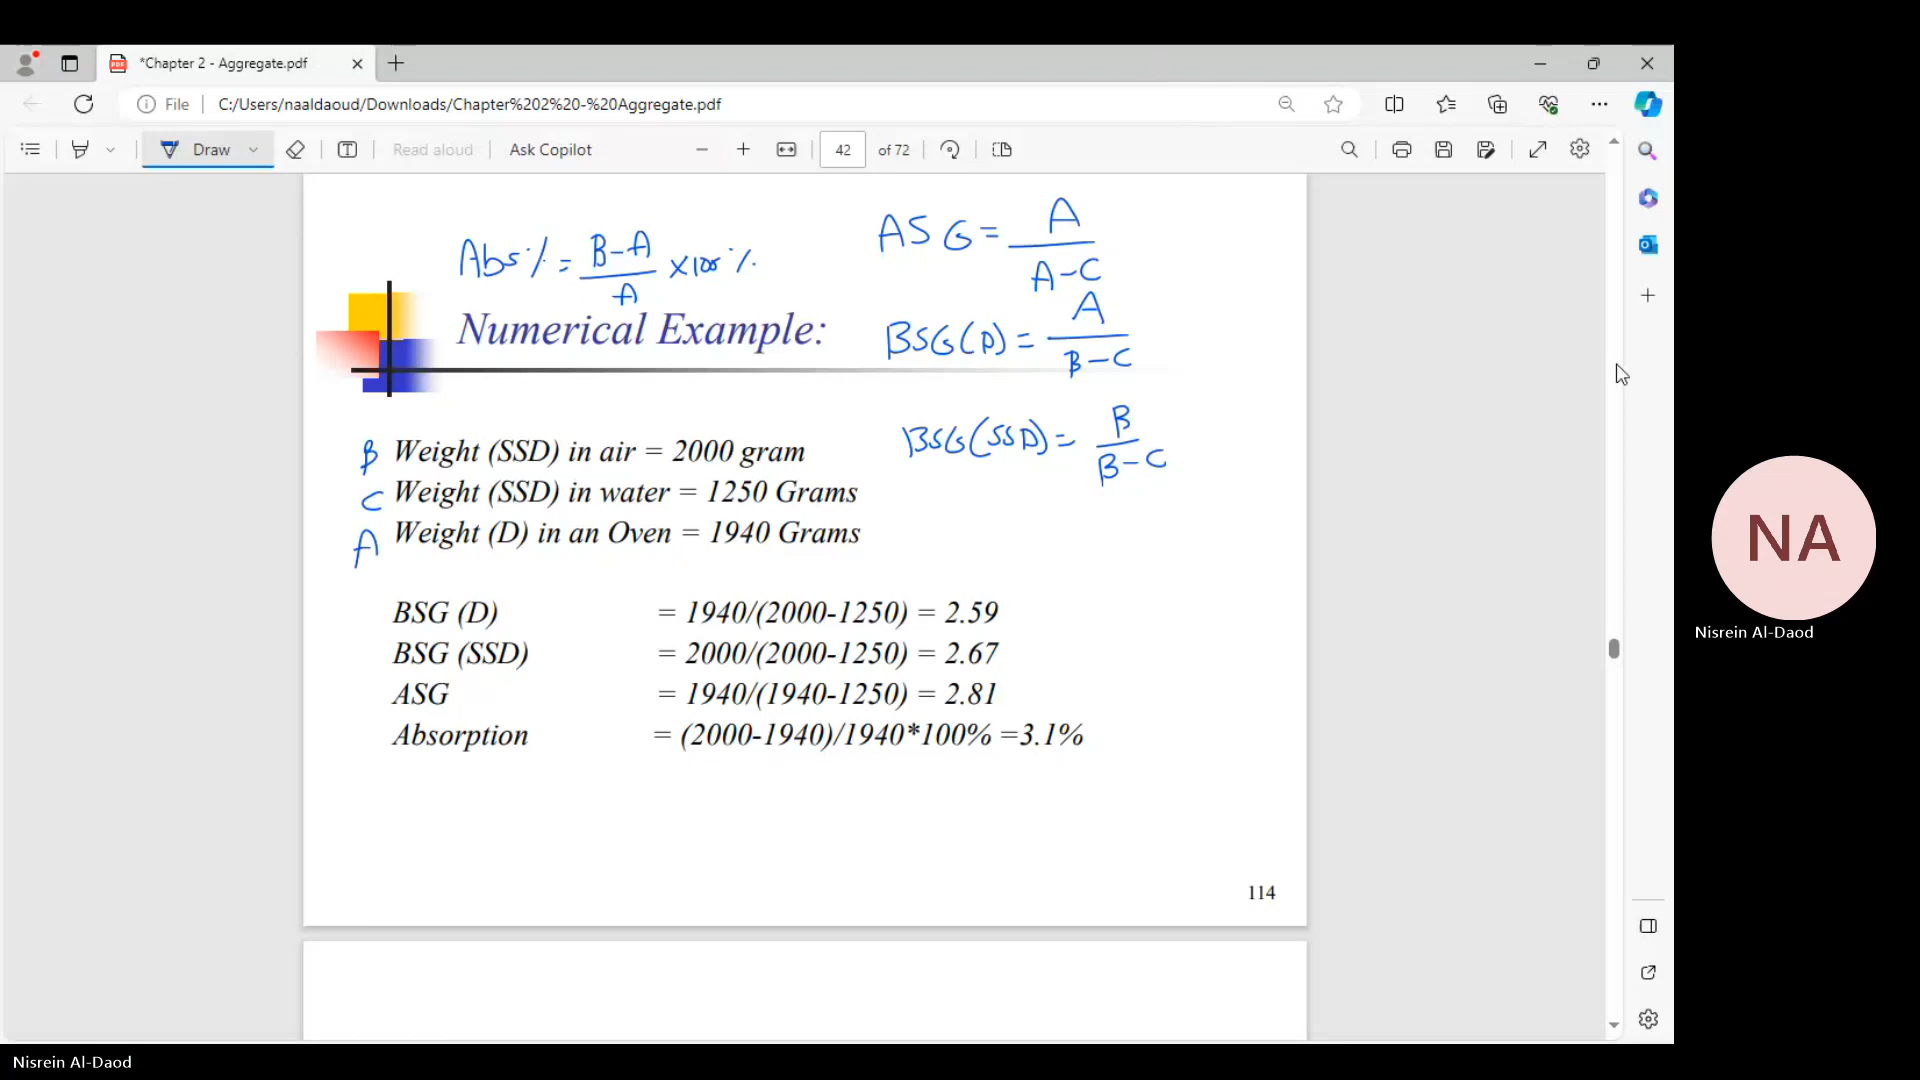 *Chapter 2 - Aggregate.pdf
File C:/Users/naaldaoud/Downloads/Chapter%202%20-%20Aggregate.pdf
Draw Read aloud Ask Copilot 42 of 72
Abs% = B-A/A x100%
ASG = A/A-C
Numerical Example:
BSG(D) = A/B-C
BSG(SSD) = B/B-C
B Weight (SSD) in air = 2000 gram
C Weight (SSD) in water = 1250 Grams
A Weight (D) in an Oven = 1940 Grams
BSG (D) = 1940/(2000-1250) = 2.59
BSG (SSD) = 2000/(2000-1250) = 2.67
ASG = 1940/(1940-1250) = 2.81
Absorption = (2000-1940)/1940*100% =3.1%
114
NA
Nisrein Al-Daod
Nisrein Al-Daod